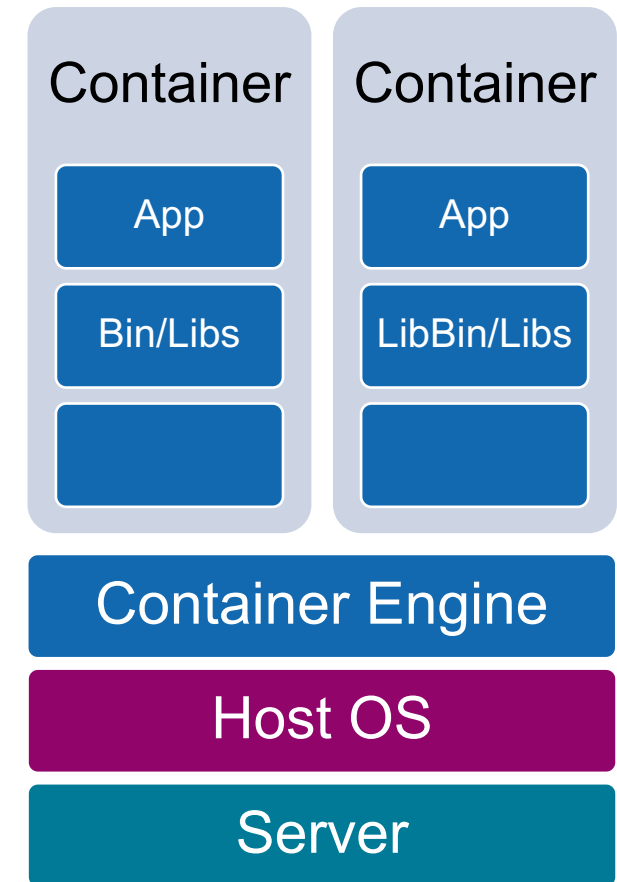 Container
App
Bin/Libs
Container
App
LibBin/Libs
Container Engine
Host OS
Server